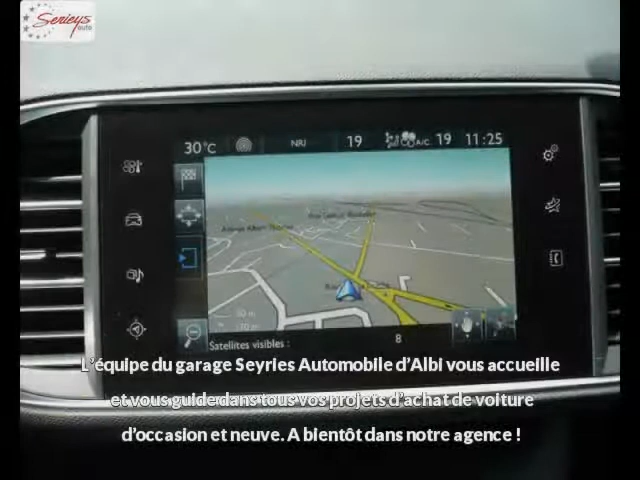 Serieys
auto
30°C NRJ 19 A/C 19 11:25
Satellites visibles : 8
L'équipe du garage Seyries Automobile d'Albi vous accueille
et vous guide dans tous vos projets d'achat de voiture
d'occasion et neuve. A bientôt dans notre agence !